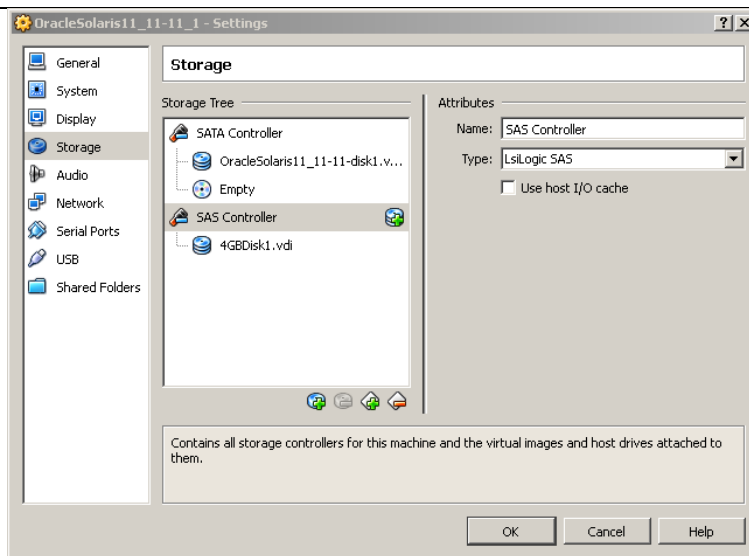 OracleSolaris11_11-11_1 - Settings
General
System
Display
Storage
Audio
Network
Serial Ports
USB
Shared Folders
Storage
Storage Tree
SATA Controller
OracleSolaris11_11-11-disk1.v...
Empty
SAS Controller
4GBDisk1.vdi
Attributes
Name: SAS Controller
Type: LsiLogic SAS
Use host I/O cache
Contains all storage controllers for this machine and the virtual images and host drives attached to
them.
OK Cancel Help